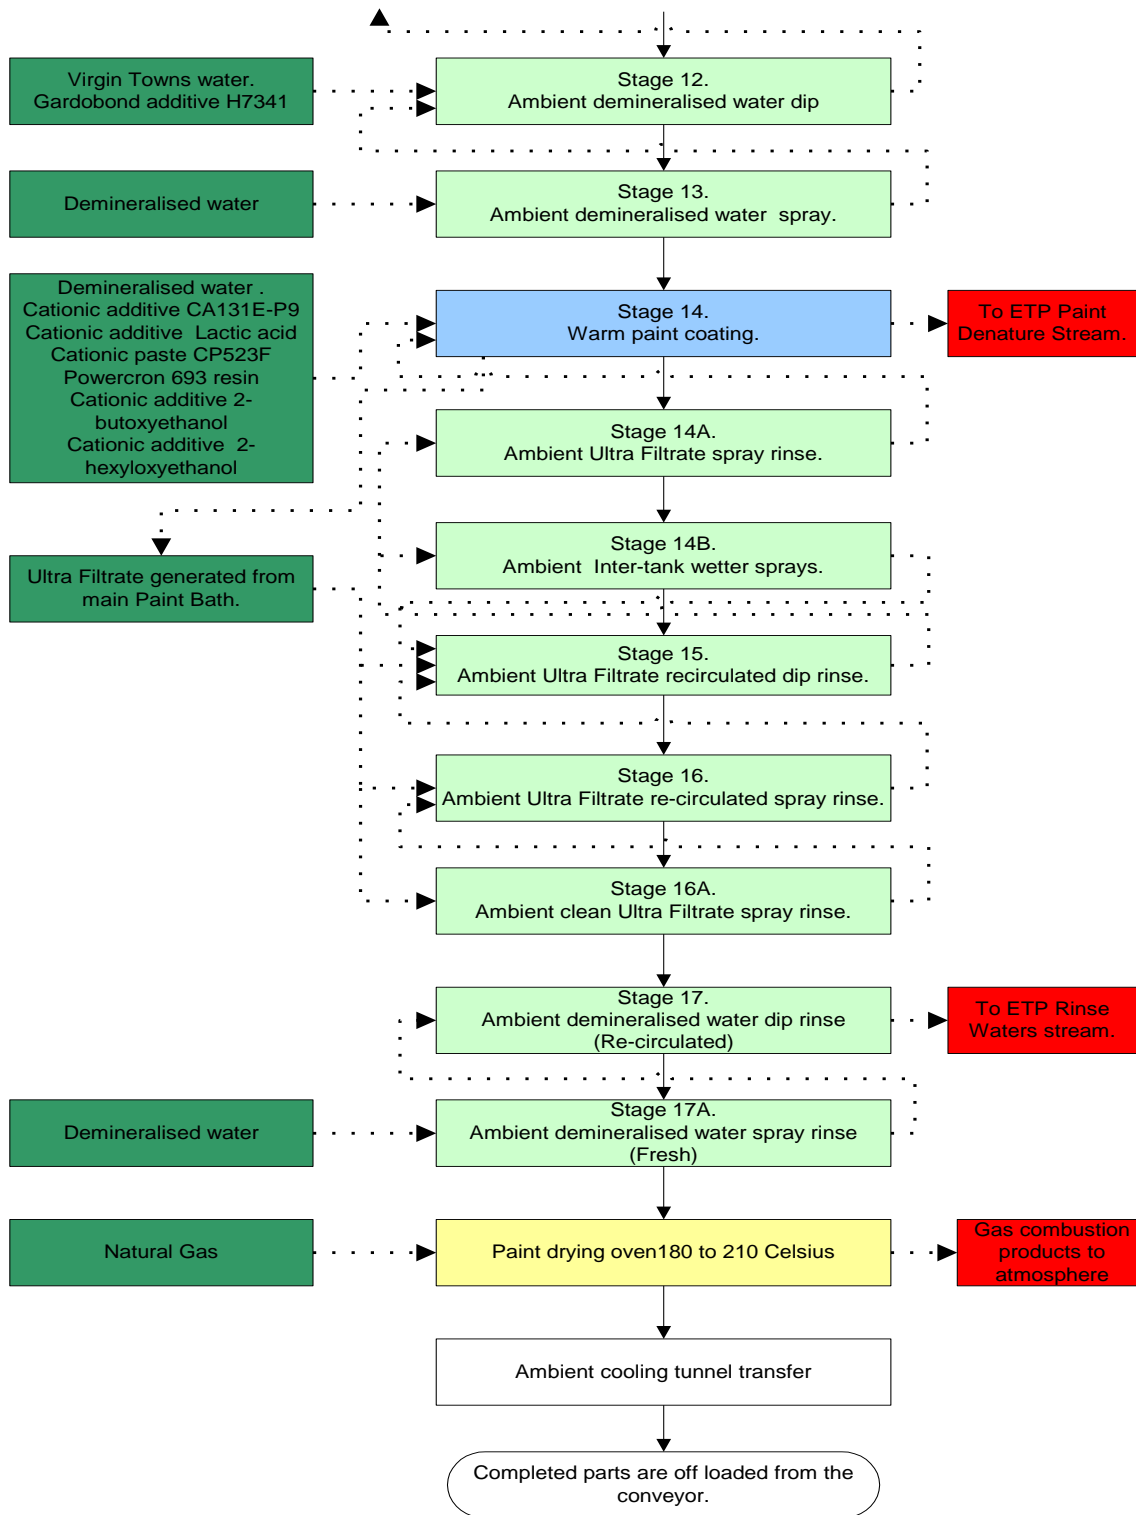 Virgin Towns water.
Gardobond additive H7341
Stage 12.
Ambient demineralised water dip
Demineralised water
Stage 13.
Ambient demineralised water  spray.
Demineralised water .
Cationic additive CA131E-P9
Cationic additive  Lactic acid
Cationic paste CP523F
Powercron 693 resin
Cationic additive 2-
butoxyethanol
Cationic additive  2-
hexyloxyethanol
Stage 14.
Warm paint coating.
To ETP Paint
Denature Stream.
Stage 14A.
Ambient Ultra Filtrate spray rinse.
Stage 14B.
Ambient  Inter-tank wetter sprays.
Ultra Filtrate generated from
main Paint Bath.
Stage 15.
Ambient Ultra Filtrate recirculated dip rinse.
Stage 16.
Ambient Ultra Filtrate re-circulated spray rinse.
Stage 16A.
Ambient clean Ultra Filtrate spray rinse.
Stage 17.
Ambient demineralised water dip rinse
(Re-circulated)
To ETP Rinse
Waters stream.
Demineralised water
Stage 17A.
Ambient demineralised water spray rinse
(Fresh)
Natural Gas
Paint drying oven180 to 210 Celsius
Gas combustion
products to
atmosphere
Ambient cooling tunnel transfer
Completed parts are off loaded from the
conveyor.